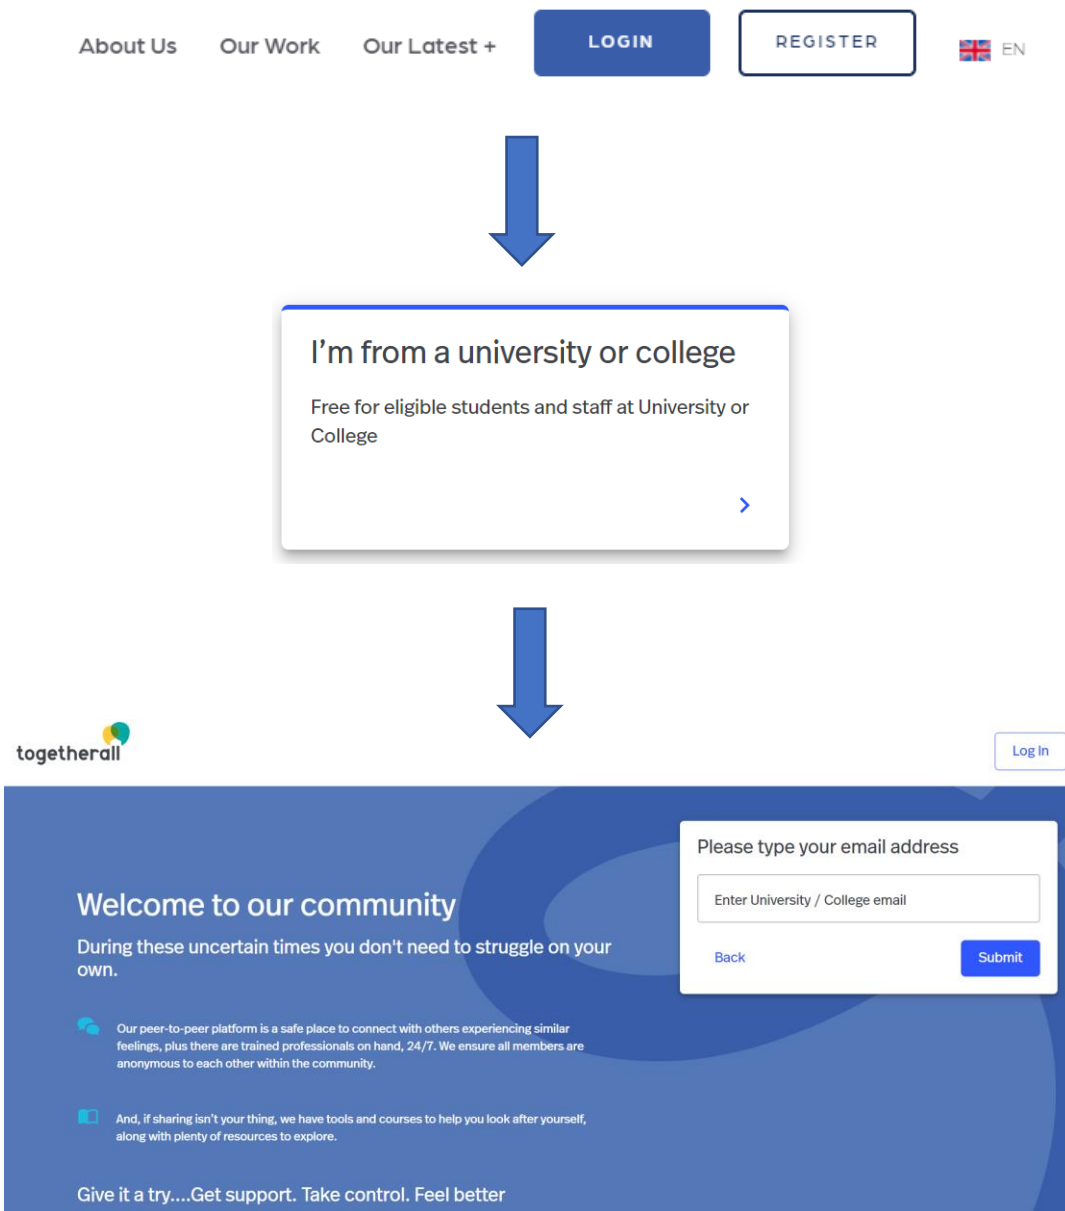 About Us Our Work Our Latest + LOGIN REGISTER EN
I'm from a university or college
Free for eligible students and staff at University or
College
togetherall
Log In
Please type your email address
Enter University / College email
Back Submit
Welcome to our community
During these uncertain times you don't need to struggle on your
own.
Our peer-to-peer platform is a safe place to connect with others experiencing similar
feelings, plus there are trained professionals on hand, 24/7. We ensure all members are
anonymous to each other within the community.
And, if sharing isn't your thing, we have tools and courses to help you look after yourself,
along with plenty of resources to explore.
Give it a try....Get support. Take control. Feel better